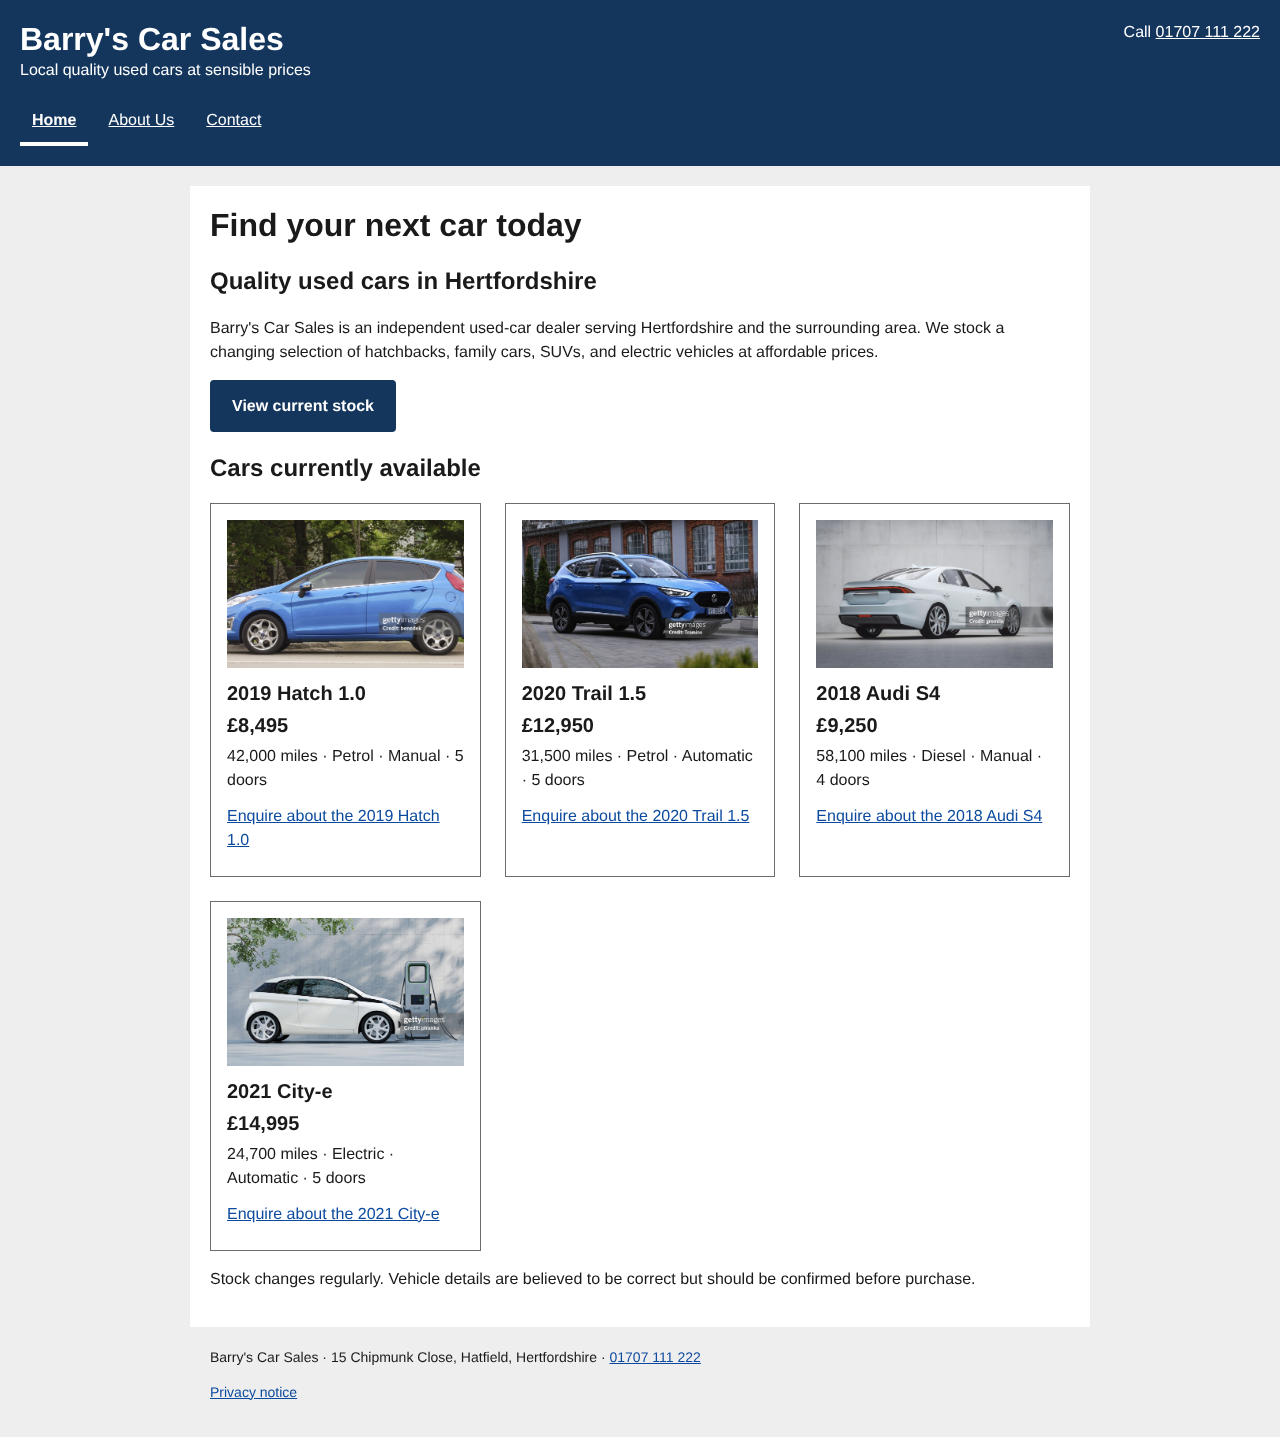 Barry's Car Sales
Local quality used cars at sensible prices
Call 01707 111 222
Home
About Us
Contact
Find your next car today
Quality used cars in Hertfordshire
Barry's Car Sales is an independent used-car dealer serving Hertfordshire and the surrounding area. We stock a
changing selection of hatchbacks, family cars, SUVs, and electric vehicles at affordable prices.
View current stock
Cars currently available
gettyimages
Credit: benedek
2019 Hatch 1.0
£8,495
42,000 miles · Petrol · Manual · 5
doors
Enquire about the 2019 Hatch
1.0
gettyimages
2020 Trail 1.5
£12,950
31,500 miles · Petrol · Automatic
· 5 doors
Enquire about the 2020 Trail 1.5
gettyimages
2018 Audi S4
£9,250
58,100 miles · Diesel · Manual ·
4 doors
Enquire about the 2018 Audi S4
gettyimages
2021 City-e
£14,995
24,700 miles · Electric ·
Automatic · 5 doors
Enquire about the 2021 City-e
Stock changes regularly. Vehicle details are believed to be correct but should be confirmed before purchase.
Barry's Car Sales · 15 Chipmunk Close, Hatfield, Hertfordshire · 01707 111 222
Privacy notice